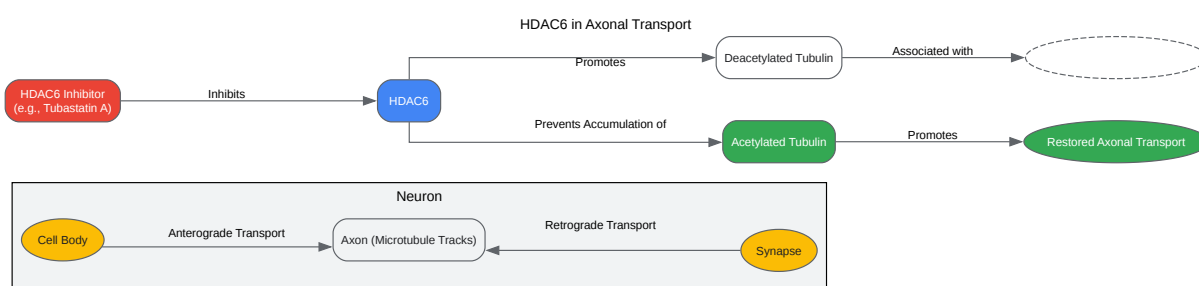 HDAC6 in Axonal Transport
Promotes
Deacetylated Tubulin
Associated with
HDAC6 Inhibitor
(e.g., Tubastatin A)
Inhibits
HDAC6
Prevents Accumulation of
Acetylated Tubulin
Promotes
Restored Axonal Transport
Neuron
Cell Body
Anterograde Transport
Axon (Microtubule Tracks)
Retrograde Transport
Synapse